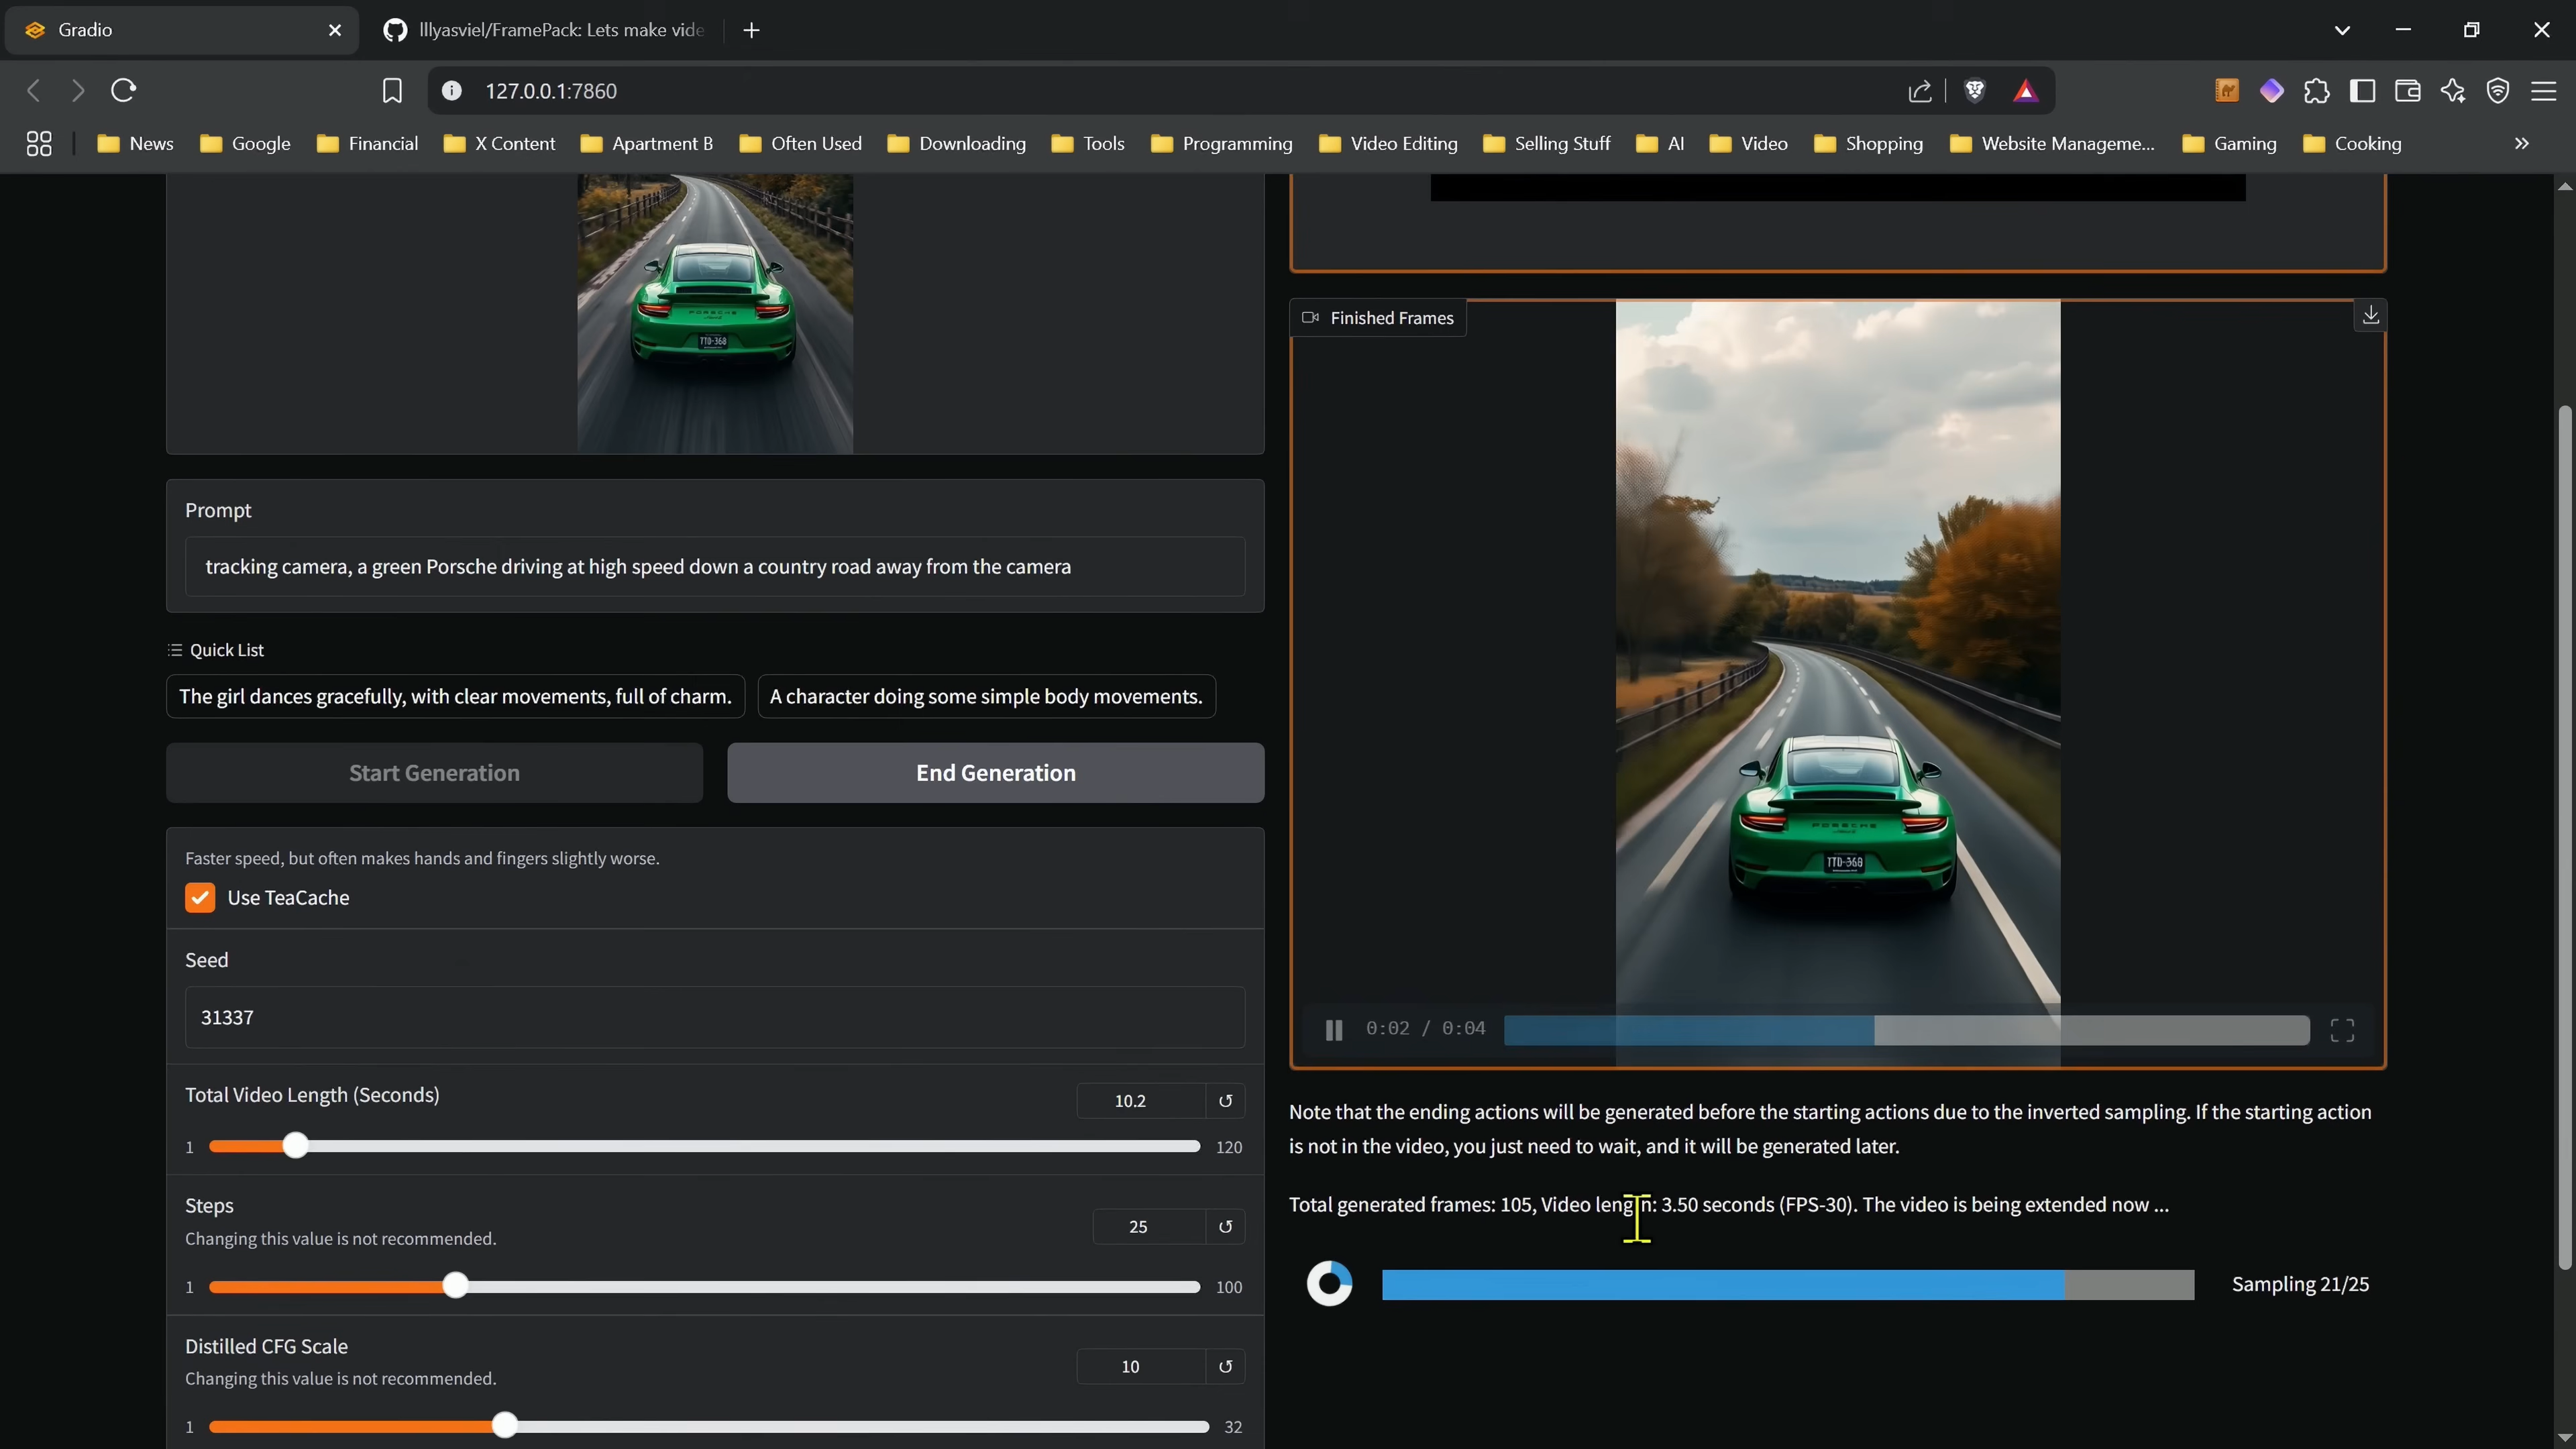 Gradio
lllyasviel/FramePack: Lets make vide
127.0.0.1:7860
News
Google
Financial
X Content
Apartment B
Often Used
Downloading
Tools
Programming
Video Editing
Selling Stuff
AI
Video
Shopping
Website Manageme...
Gaming
Cooking
PORSCHE
TTD-368
Prompt
tracking camera, a green Porsche driving at high speed down a country road away from the camera
Quick List
The girl dances gracefully, with clear movements, full of charm.
A character doing some simple body movements.
Start Generation
End Generation
Faster speed, but often makes hands and fingers slightly worse.
Use TeaCache
Seed
31337
Total Video Length (Seconds)
10.2
1
120
Steps
Changing this value is not recommended.
25
1
100
Distilled CFG Scale
Changing this value is not recommended.
10
1
32
Finished Frames
PORSCHE
TTD-368
0:02 / 0:04
Note that the ending actions will be generated before the starting actions due to the inverted sampling. If the starting action
is not in the video, you just need to wait, and it will be generated later.
Total generated frames: 105, Video length: 3.50 seconds (FPS-30). The video is being extended now ...
Sampling 21/25